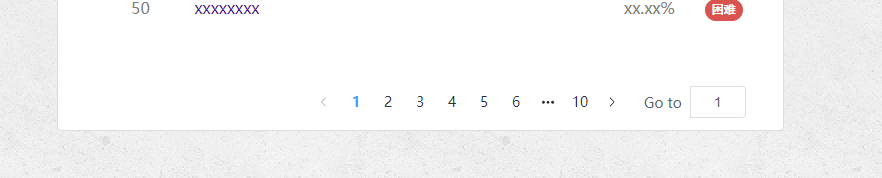 50 xxxxxxxx xx.xx% 困难
1 2 3 4 5 6 ••• 10 Go to 1